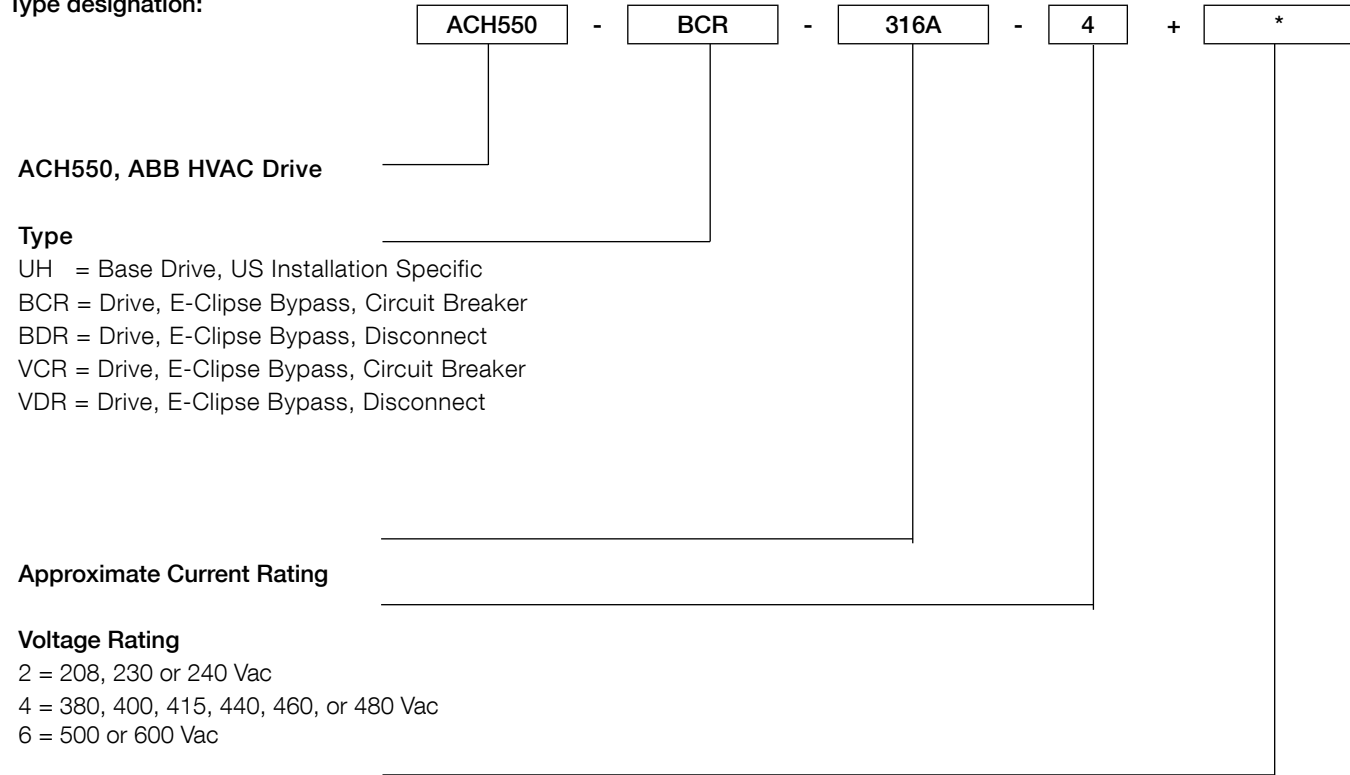 Type designation:
ACH550 - BCR - 316A - 4 + *
ACH550, ABB HVAC Drive
Type
UH = Base Drive, US Installation Specific
BCR = Drive, E-Clipse Bypass, Circuit Breaker
BDR = Drive, E-Clipse Bypass, Disconnect
VCR = Drive, E-Clipse Bypass, Circuit Breaker
VDR = Drive, E-Clipse Bypass, Disconnect
Approximate Current Rating
Voltage Rating
2 = 208, 230 or 240 Vac
4 = 380, 400, 415, 440, 460, or 480 Vac
6 = 500 or 600 Vac